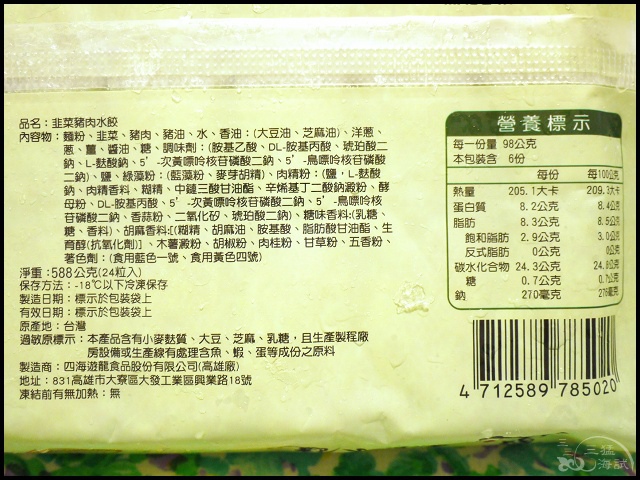 品名：韭菜豬肉水餃
內容物：麵粉、韭菜、豬肉、豬油、水、香油：(大豆油、芝麻油)、洋蔥、
蔥、薑、醬油、糖、調味劑：(胺基乙酸、DL-胺基丙酸、琥珀酸二
鈉、L-麩酸鈉、5’-次黃嘌呤核苷磷酸二鈉、5’-鳥嘌呤核苷磷
酸二鈉)、鹽、綠藻粉：(藍藻粉、麥芽糊精)、肉精粉：(鹽，L-麩酸
鈉、肉精香料、糊精、中鏈三酸甘油酯、辛烯基丁二酸鈉澱粉、酵
母粉、DL-胺基丙酸、5’-次黃嘌呤核苷磷酸二鈉、5’-鳥嘌呤核
苷磷酸二鈉、香蒜粉、二氧化矽、琥珀酸二鈉)、糖味香料:(乳糖、
糖、香料)、胡麻香料:[(糊精、胡麻油、胺基酸、脂肪酸甘油酯、生
育醇(抗氧化劑)]、木薯澱粉、胡椒粉、肉桂粉、甘草粉、五香粉、
著色劑：(食用藍色一號、食用黃色四號)
淨重：588公克(24粒入)
保存方法：-18℃以下冷凍保存
製造日期：標示於包裝袋上
有效日期：標示於包裝袋上
原產地：台灣
過敏原標示：本產品含有小麥麩質、大豆、芝麻、乳糖，且生產製程廠
房設備或生產線有處理含魚、蝦、蛋等成份之原料
製造商：四海遊龍食品股份有限公司(高雄廠)
地址：831高雄市大寮區大發工業區興業路18號
凍結前有無加熱：無
營養標示
每一份量 98公克
本包裝含 6份
每份 每100公克
熱量 205.1大卡 209.3大卡
蛋白質 8.2公克 8.4公克
脂肪 8.3公克 8.5公克
飽和脂肪 2.9公克 3.0公克
反式脂肪 0公克 0公克
碳水化合物 24.3公克 24.8公克
糖 0.7公克 0.7公克
鈉 270毫克 276毫克
4 712589 785020
三猛
海試